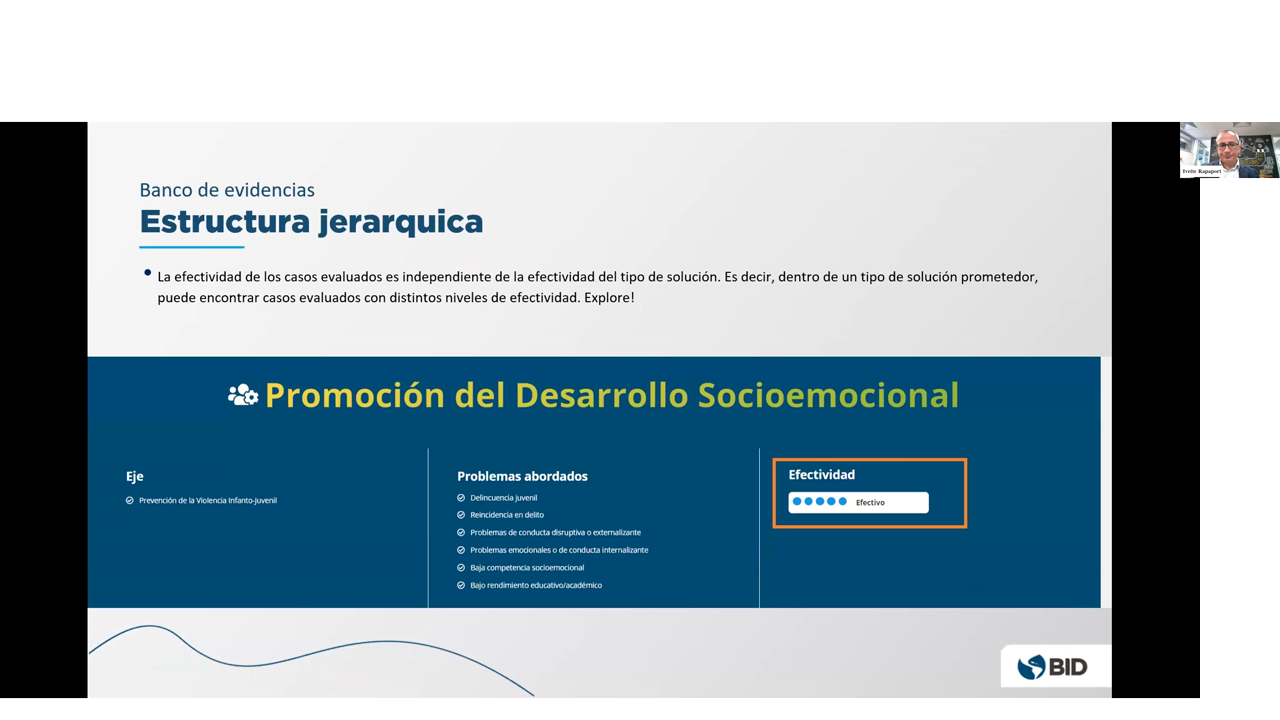 Banco de evidencias
Estructura jerarquica
La efectividad de los casos evaluados es independiente de la efectividad del tipo de solución. Es decir, dentro de un tipo de solución prometedor,
puede encontrar casos evaluados con distintos niveles de efectividad. Explore!
Promoción del Desarrollo Socioemocional
Eje
Prevención de la Violencia Infanto-Juvenil
Problemas abordados
Delincuencia juvenil
Reincidencia en delito
Problemas de conducta disruptiva o externalizante
Problemas emocionales o de conducta internalizante
Baja competencia socioemocional
Bajo rendimiento educativo/académico
Efectividad
Efectivo
BID
Ivette Rapaport